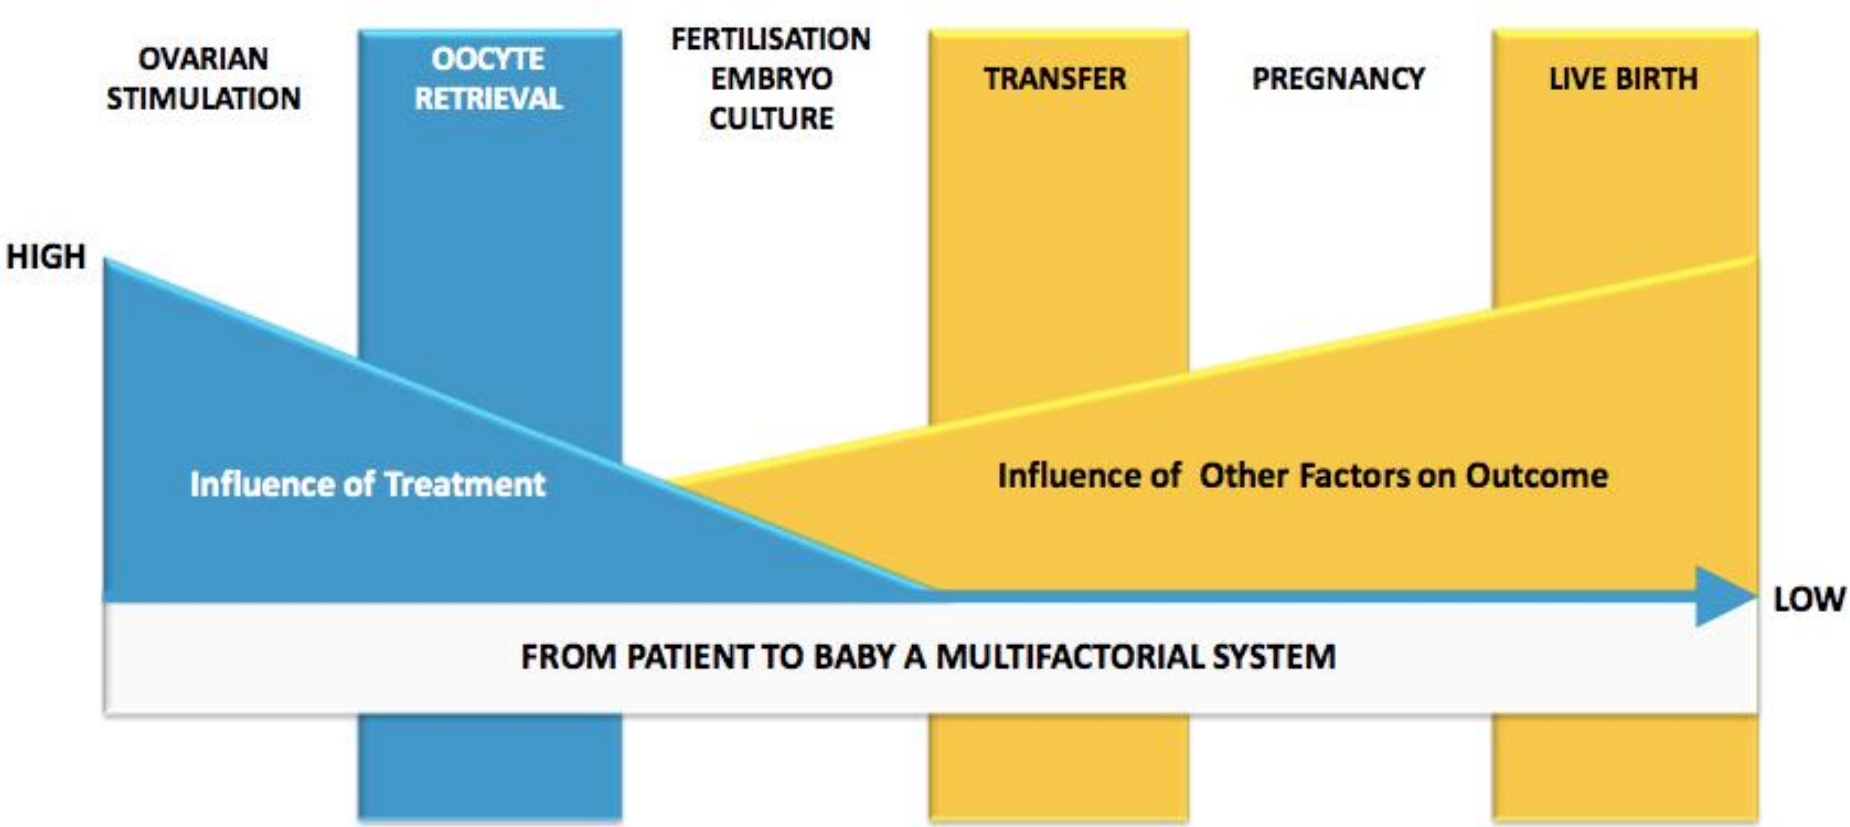 OVARIAN
STIMULATION
OOCYTE
RETRIEVAL
FERTILISATION
EMBRYO
CULTURE
TRANSFER
PREGNANCY
LIVE BIRTH
HIGH
Influence of Treatment
Influence of Other Factors on Outcome
LOW
FROM PATIENT TO BABY A MULTIFACTORIAL SYSTEM